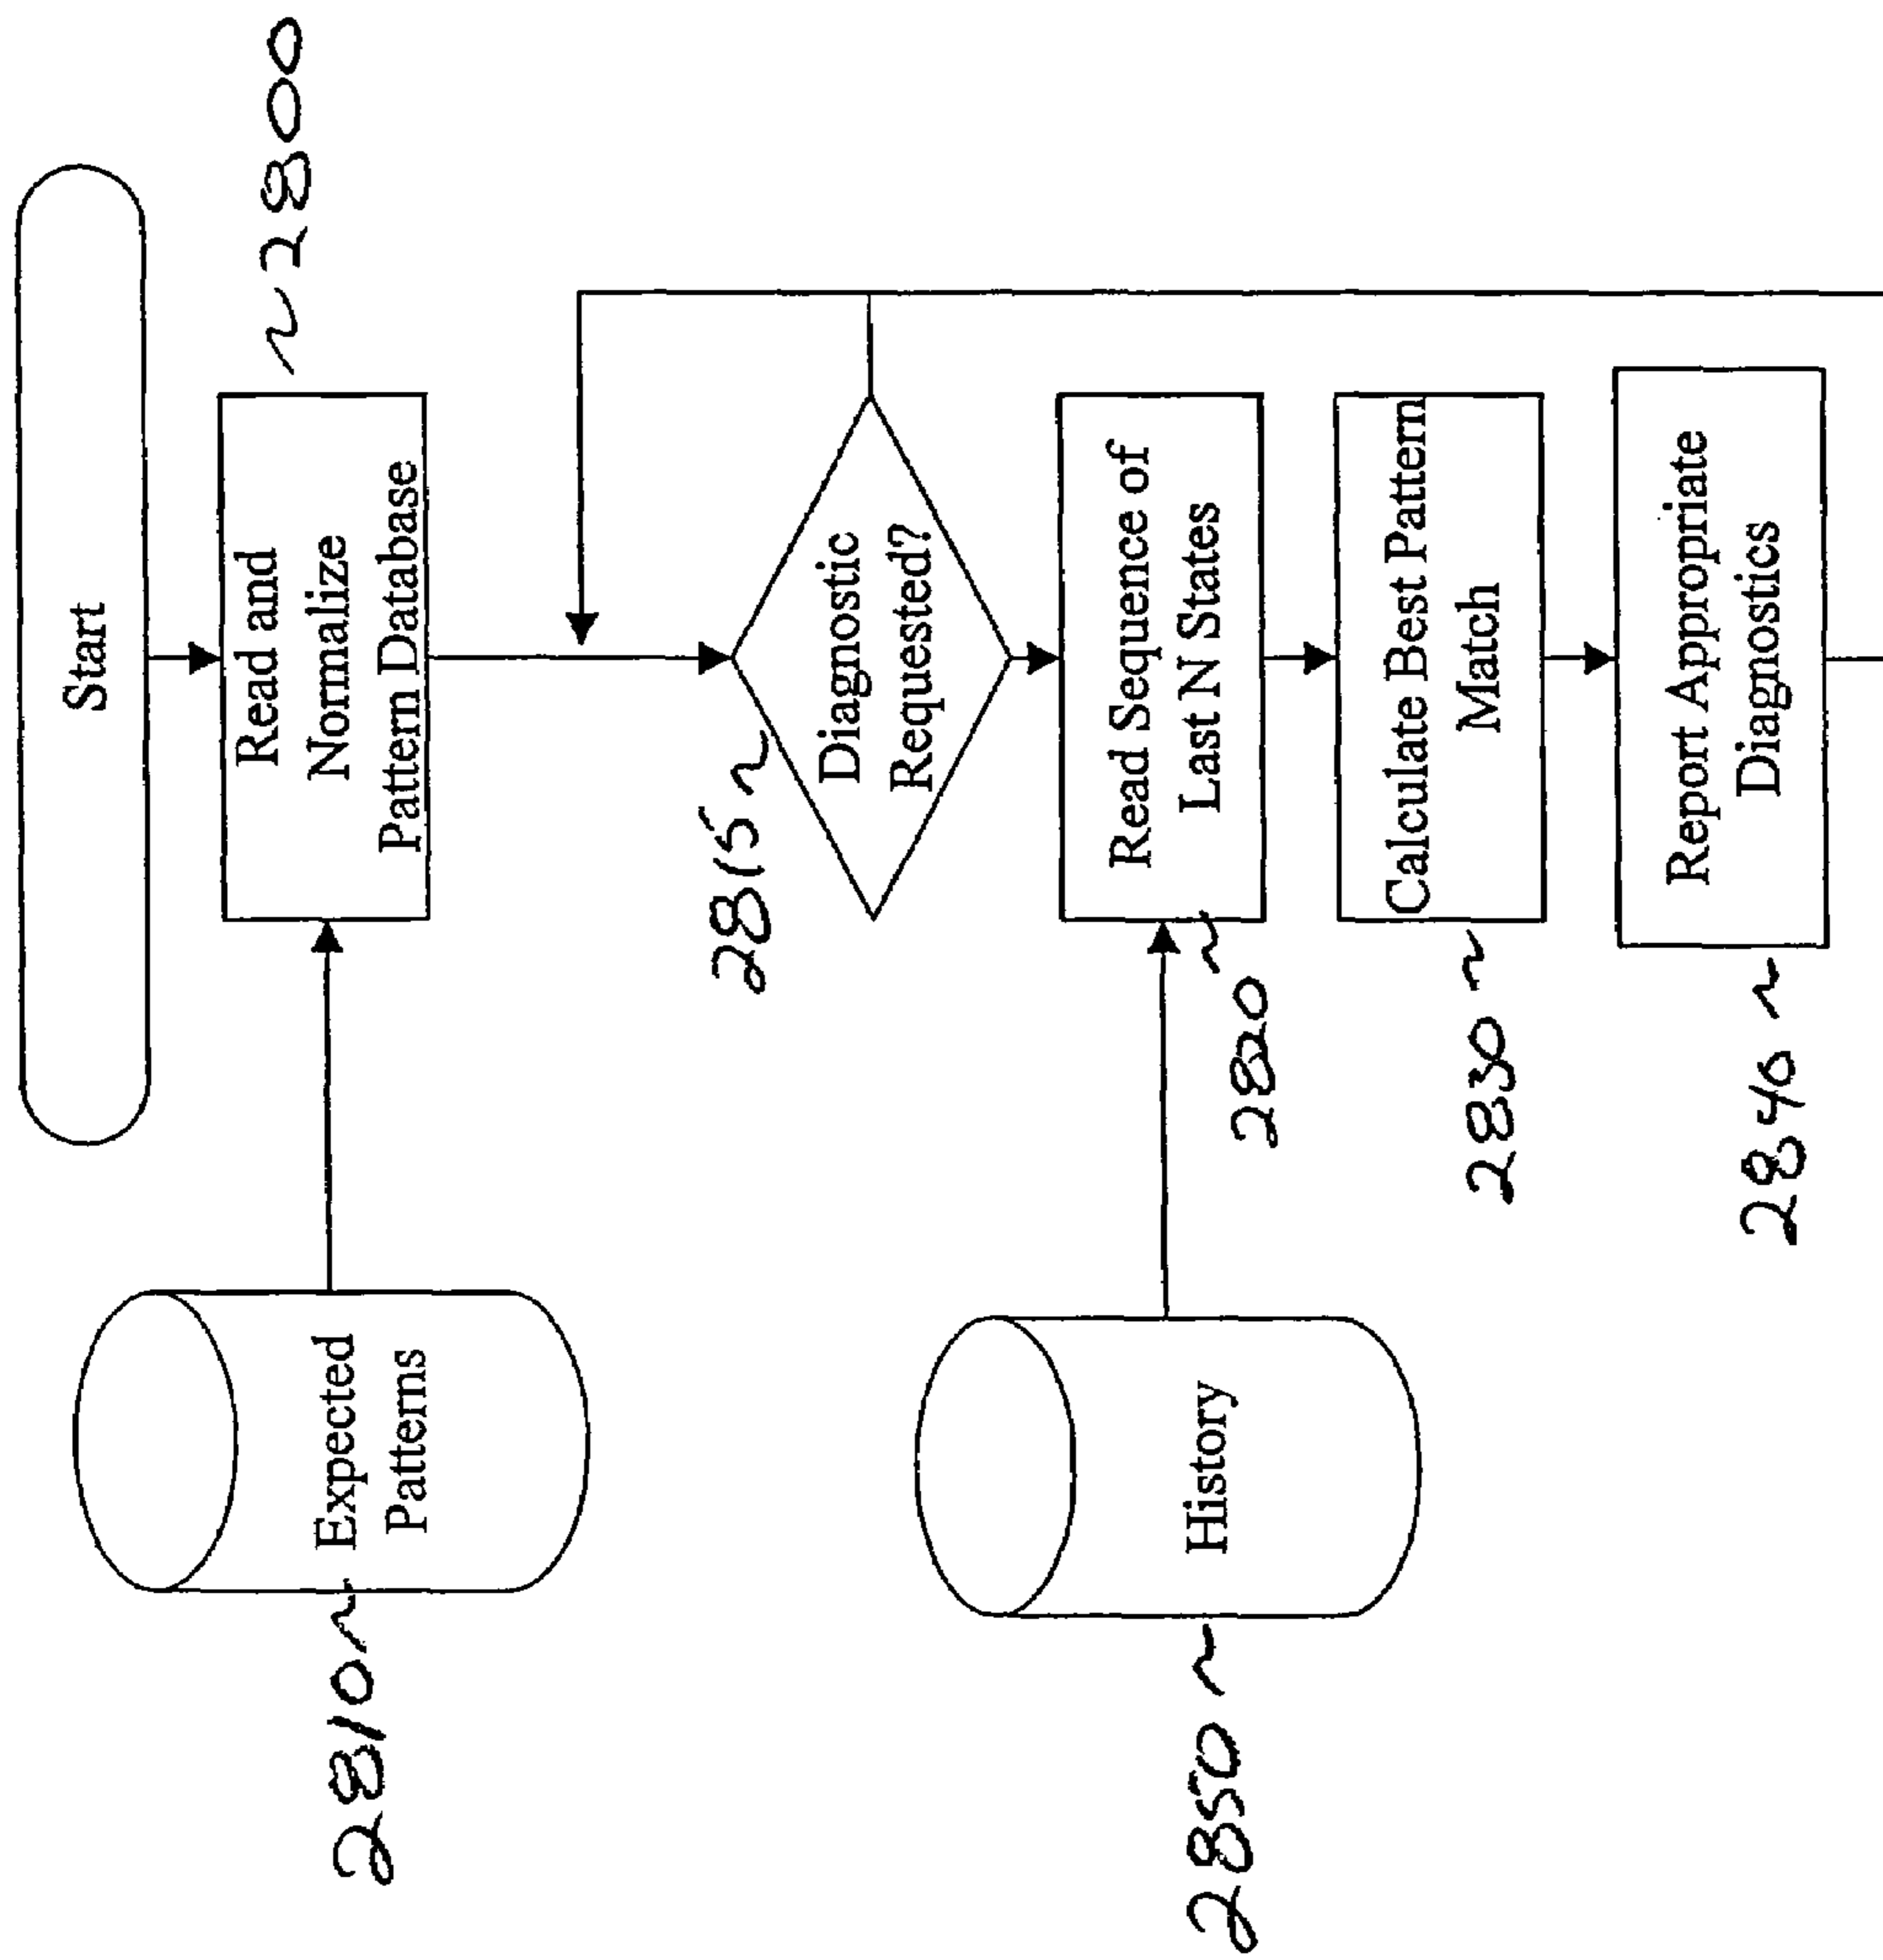 Start
Read and
Normalize
Pattern Database
~2800
Expected
Patterns
2810~
2815~
Diagnostic
Requested?
Read Sequence of
Last N States
2820
History
2850~
Calculate Best Pattern
Match
2830~
Report Appropriate
Diagnostics
2840~